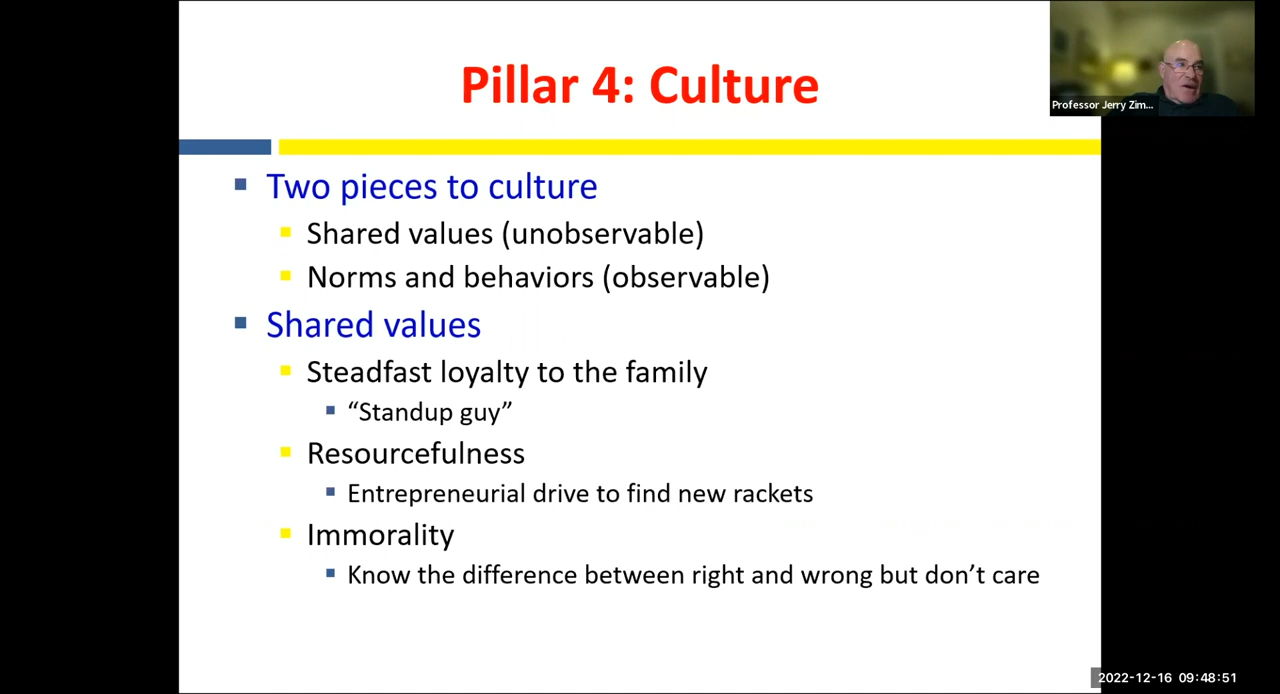 Pillar 4: Culture
Professor Jerry Zim...
Two pieces to culture
Shared values (unobservable)
Norms and behaviors (observable)
Shared values
Steadfast loyalty to the family
“Standup guy”
Resourcefulness
Entrepreneurial drive to find new rackets
Immorality
Know the difference between right and wrong but don’t care
2022-12-16 09:48:51